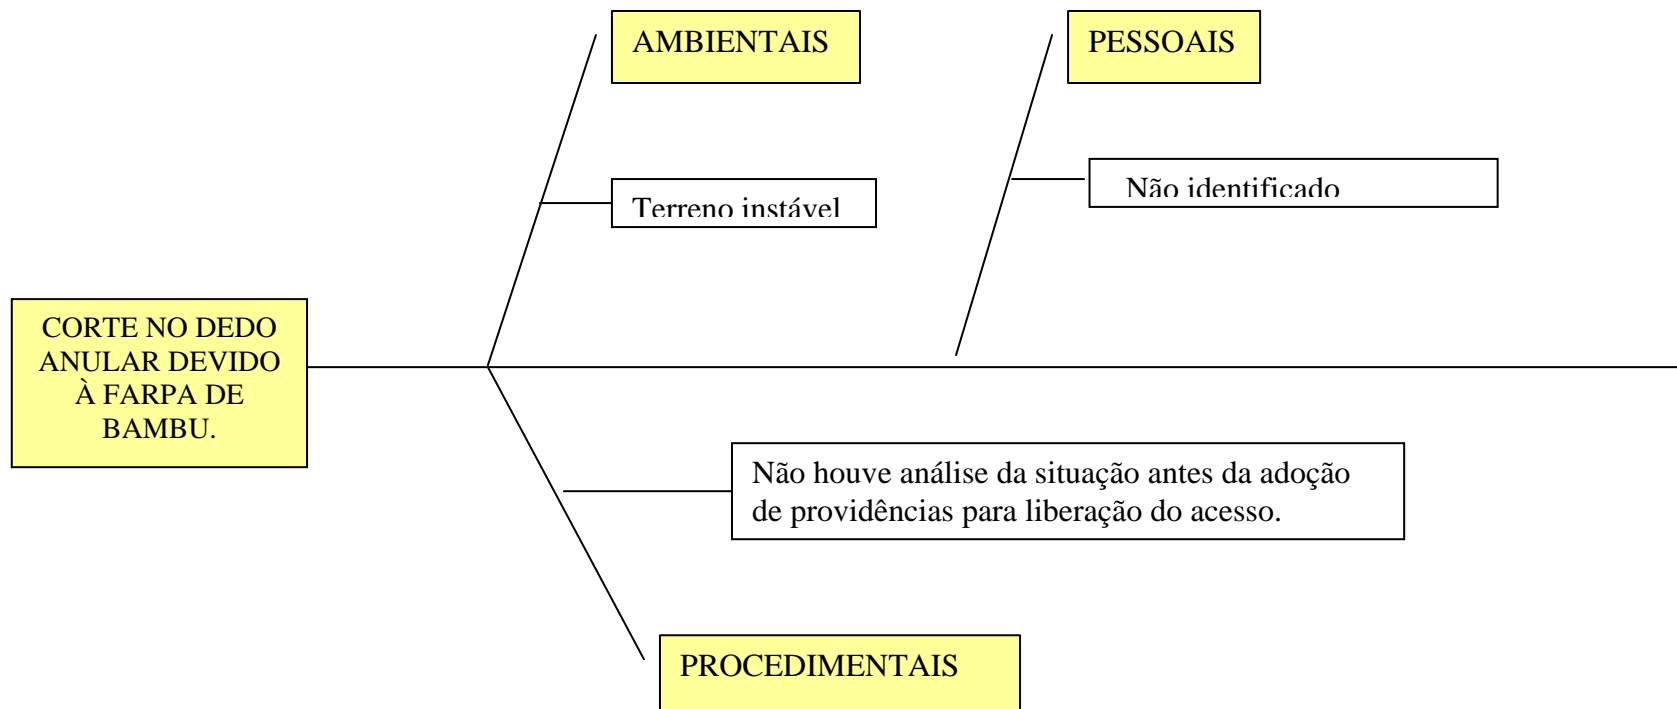 AMBIENTAIS
PESSOAIS
Não identificado
Terreno instável
CORTE NO DEDO
ANULAR DEVIDO
À FARPA DE
BAMBU.
Não houve análise da situação antes da adoção
de providências para liberação do acesso.
PROCEDIMENTAIS